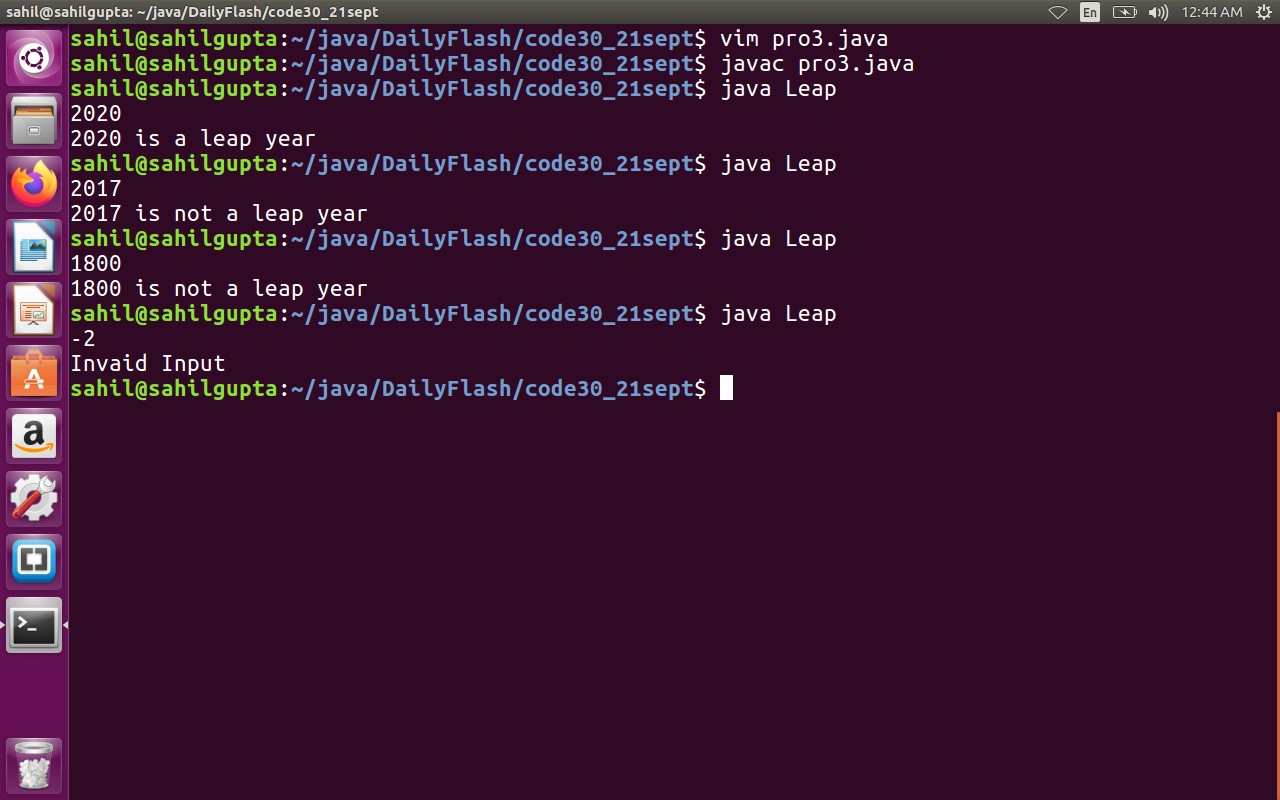 sahil@sahilgupta: ~/java/DailyFlash/code30_21sept En 12:44 AM
sahil@sahilgupta:~/java/DailyFlash/code30_21sept$ vim pro3.java
sahil@sahilgupta:~/java/DailyFlash/code30_21sept$ javac pro3.java
sahil@sahilgupta:~/java/DailyFlash/code30_21sept$ java Leap
2020
2020 is a leap year
sahil@sahilgupta:~/java/DailyFlash/code30_21sept$ java Leap
2017
2017 is not a leap year
sahil@sahilgupta:~/java/DailyFlash/code30_21sept$ java Leap
1800
1800 is not a leap year
sahil@sahilgupta:~/java/DailyFlash/code30_21sept$ java Leap
-2
Invaid Input
sahil@sahilgupta:~/java/DailyFlash/code30_21sept$